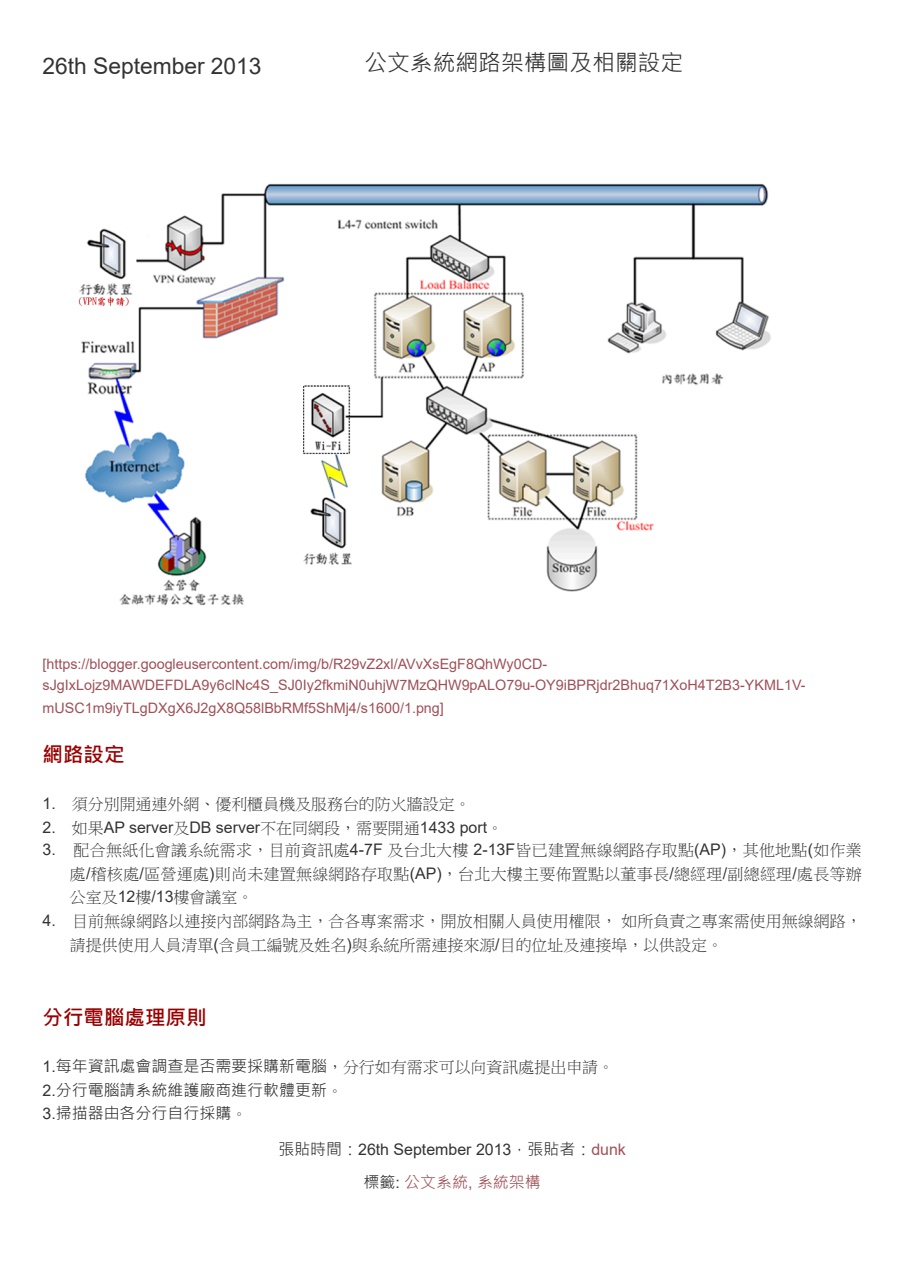 26th September 2013
公文系統網路架構圖及相關設定
L4-7 content switch
VPN Gateway
行動裝置
(VPN需申請)
Load Balance
Firewall
AP
AP
Router
內部使用者
Wi-Fi
Internet
DB
File
File
Cluster
行動裝置
Storage
金管會
金融市場公文電子交換
[https://blogger.googleusercontent.com/img/b/R29vZ2xl/AVvXsEgF8QhWy0CD-
sJgIxLojz9MAWDEFDLA9y6clNc4S_SJ0Iy2fkmiN0uhjW7MzQHW9pALO79u-OY9iBPRjdr2Bhuq71XoH4T2B3-YKML1V-
mUSC1m9iyTLgDXgX6J2gX8Q58lBbRMf5ShMj4/s1600/1.png]
網路設定
1. 須分別開通連外網、優利櫃員機及服務台的防火牆設定。
2. 如果AP server及DB server不在同網段，需要開通1433 port。
3. 配合無紙化會議系統需求，目前資訊處4-7F 及台北大樓 2-13F皆已建置無線網路存取點(AP)，其他地點(如作業
處/稽核處/區營運處)則尚未建置無線網路存取點(AP)，台北大樓主要佈置點以董事長/總經理/副總經理/處長等辦
公室及12樓/13樓會議室。
4. 目前無線網路以連接內部網路為主，合各專案需求，開放相關人員使用權限， 如所負責之專案需使用無線網路，
請提供使用人員清單(含員工編號及姓名)與系統所需連接來源/目的位址及連接埠，以供設定。
分行電腦處理原則
1.每年資訊處會調查是否需要採購新電腦，分行如有需求可以向資訊處提出申請。
2.分行電腦請系統維護廠商進行軟體更新。
3.掃描器由各分行自行採購。
張貼時間：26th September 2013，張貼者：dunk
標籤: 公文系統, 系統架構